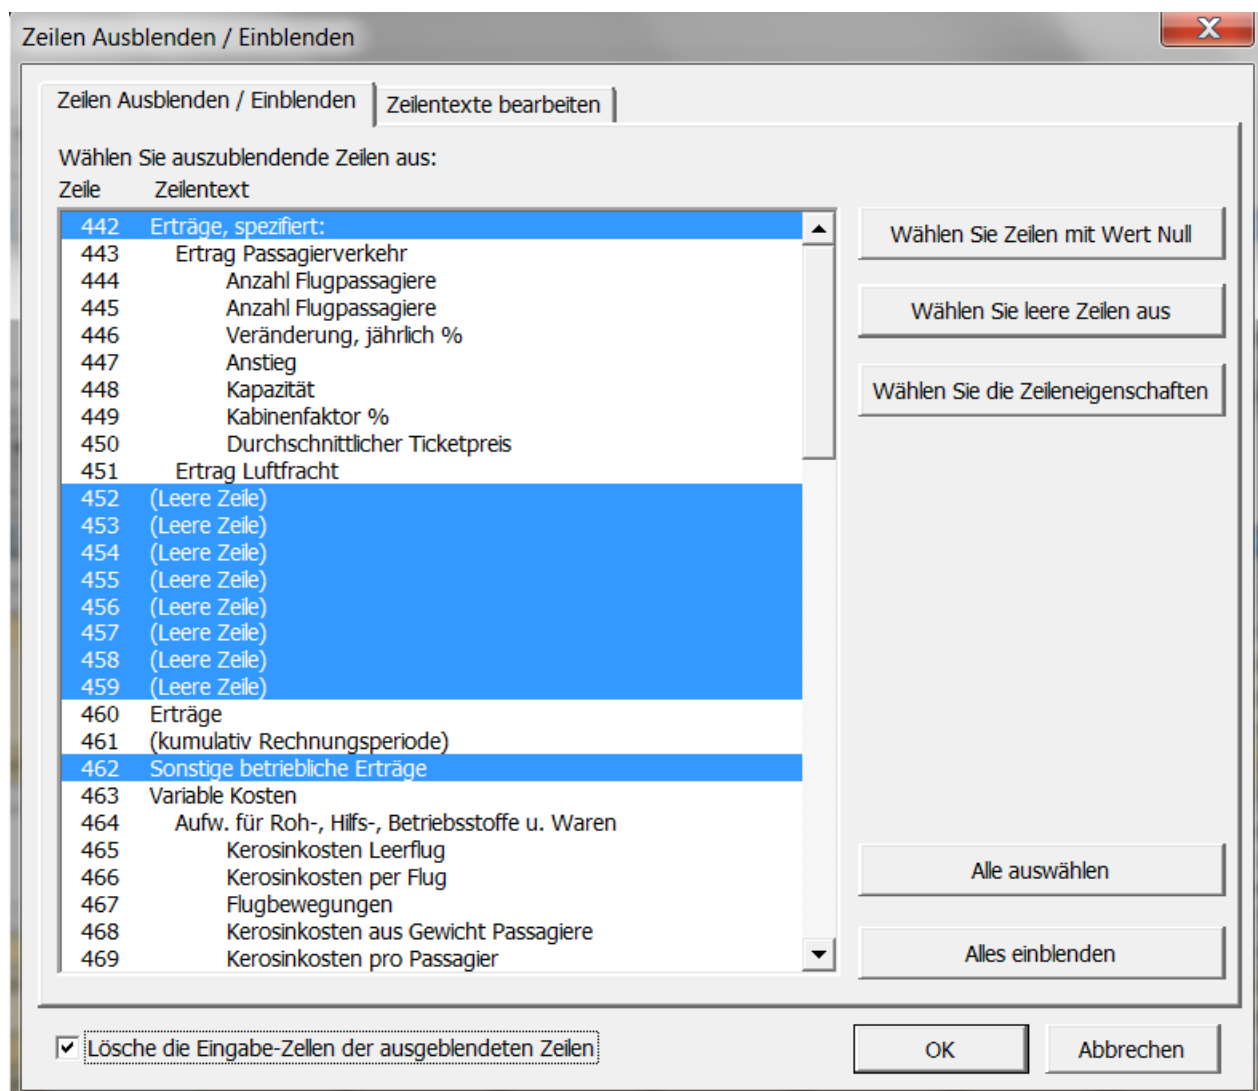 Zeilen Ausblenden / Einblenden
X
Zeilen Ausblenden / Einblenden
Zeilentexte bearbeiten
Wählen Sie auszublendende Zeilen aus:
Zeile Zeilentext
442 Erträge, spezifiert:
443 Ertrag Passagierverkehr
444 Anzahl Flugpassagiere
445 Anzahl Flugpassagiere
446 Veränderung, jährlich %
447 Anstieg
448 Kapazität
449 Kabinenfaktor %
450 Durchschnittlicher Ticketpreis
451 Ertrag Luftfracht
452 (Leere Zeile)
453 (Leere Zeile)
454 (Leere Zeile)
455 (Leere Zeile)
456 (Leere Zeile)
457 (Leere Zeile)
458 (Leere Zeile)
459 (Leere Zeile)
460 Erträge
461 (kumulativ Rechnungsperiode)
462 Sonstige betriebliche Erträge
463 Variable Kosten
464 Aufw. für Roh-, Hilfs-, Betriebsstoffe u. Waren
465 Kerosinkosten Leerflug
466 Kerosinkosten per Flug
467 Flugbewegungen
468 Kerosinkosten aus Gewicht Passagiere
469 Kerosinkosten pro Passagier
Wählen Sie Zeilen mit Wert Null
Wählen Sie leere Zeilen aus
Wählen Sie die Zeileneigenschaften
Alle auswählen
Alles einblenden
Lösche die Eingabe-Zellen der ausgeblendeten Zeilen
OK
Abbrechen